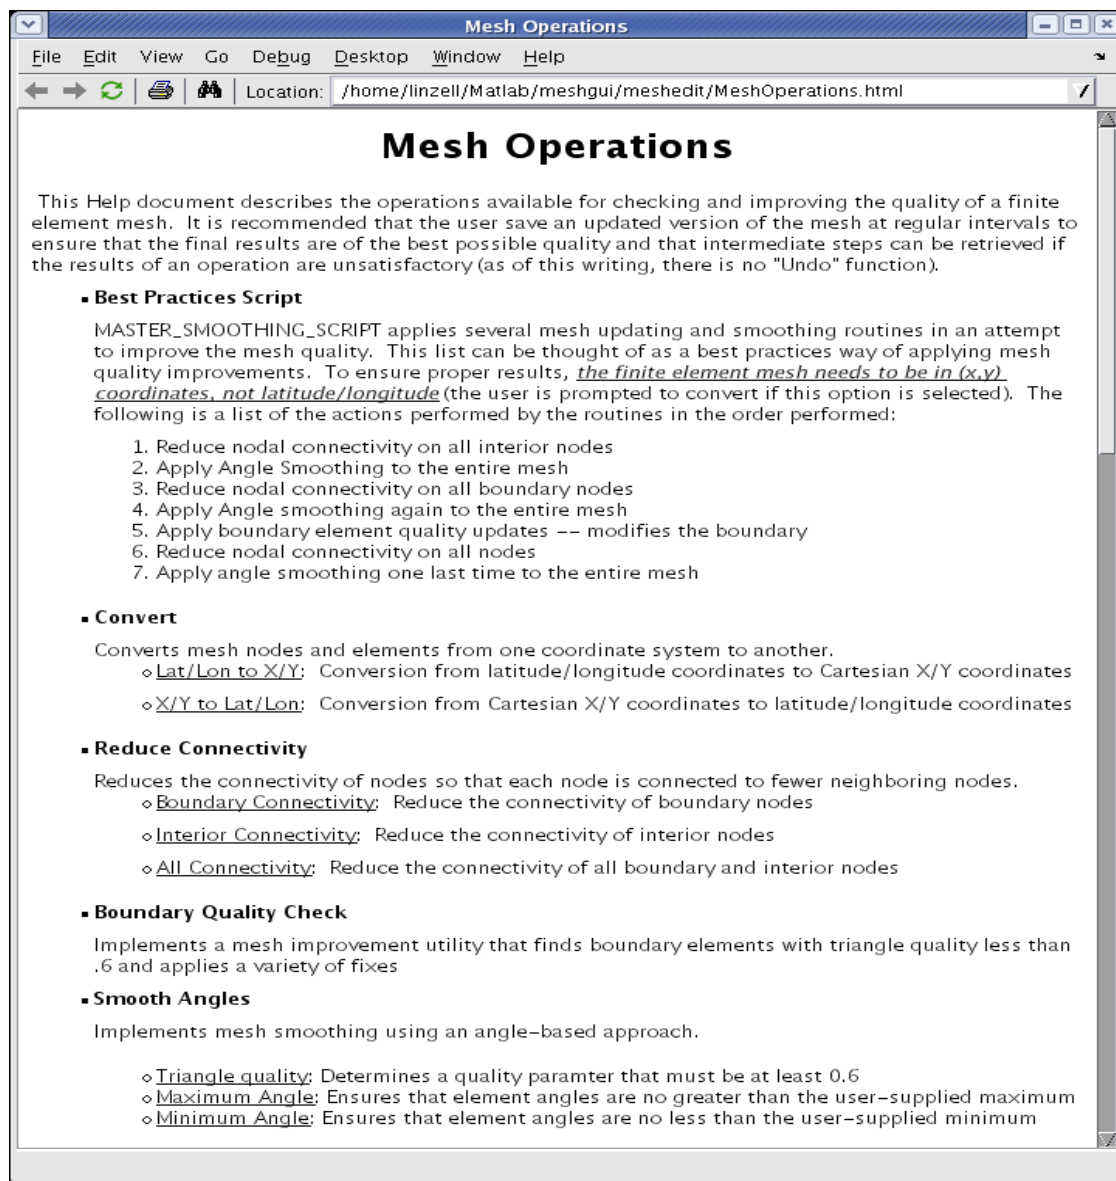 Mesh Operations
File Edit View Go Debug Desktop Window Help
Location: /home/linzell/Matlab/meshgui/meshedit/MeshOperations.html
Mesh Operations
This Help document describes the operations available for checking and improving the quality of a finite
element mesh. It is recommended that the user save an updated version of the mesh at regular intervals to
ensure that the final results are of the best possible quality and that intermediate steps can be retrieved if
the results of an operation are unsatisfactory (as of this writing, there is no "Undo" function).
▪ Best Practices Script
MASTER_SMOOTHING_SCRIPT applies several mesh updating and smoothing routines in an attempt
to improve the mesh quality. This list can be thought of as a best practices way of applying mesh
quality improvements. To ensure proper results, the finite element mesh needs to be in (x,y)
coordinates, not latitude/longitude (the user is prompted to convert if this option is selected). The
following is a list of the actions performed by the routines in the order performed:
1. Reduce nodal connectivity on all interior nodes
2. Apply Angle Smoothing to the entire mesh
3. Reduce nodal connectivity on all boundary nodes
4. Apply Angle smoothing again to the entire mesh
5. Apply boundary element quality updates -- modifies the boundary
6. Reduce nodal connectivity on all nodes
7. Apply angle smoothing one last time to the entire mesh
▪ Convert
Converts mesh nodes and elements from one coordinate system to another.
⋄ Lat/Lon to X/Y: Conversion from latitude/longitude coordinates to Cartesian X/Y coordinates
⋄ X/Y to Lat/Lon: Conversion from Cartesian X/Y coordinates to latitude/longitude coordinates
▪ Reduce Connectivity
Reduces the connectivity of nodes so that each node is connected to fewer neighboring nodes.
⋄ Boundary Connectivity: Reduce the connectivity of boundary nodes
⋄ Interior Connectivity: Reduce the connectivity of interior nodes
⋄ All Connectivity: Reduce the connectivity of all boundary and interior nodes
▪ Boundary Quality Check
Implements a mesh improvement utility that finds boundary elements with triangle quality less than
.6 and applies a variety of fixes
▪ Smooth Angles
Implements mesh smoothing using an angle-based approach.
⋄ Triangle quality: Determines a quality paramter that must be at least 0.6
⋄ Maximum Angle: Ensures that element angles are no greater than the user-supplied maximum
⋄ Minimum Angle: Ensures that element angles are no less than the user-supplied minimum